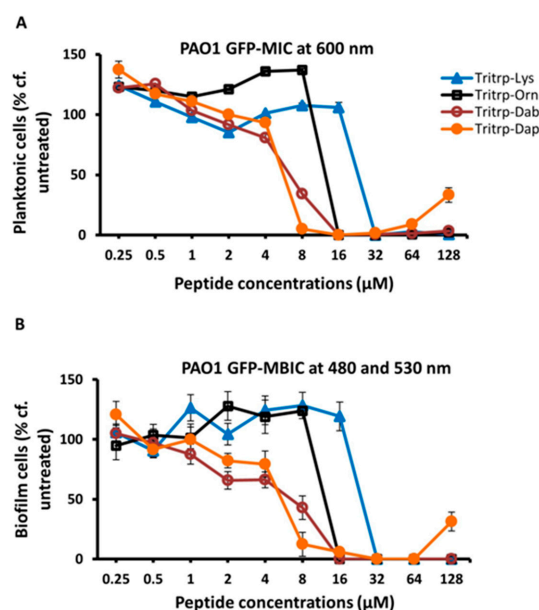 A
PAO1 GFP-MIC at 600 nm
Planktonic cells (% cf.
untreated)
150
100
50
0
0.25 0.5 1 2 4 8 16 32 64 128
Peptide concentrations (µM)
Tritrp-Lys
Tritrp-Orn
Tritrp-Dab
Tritrp-Dap
B
PAO1 GFP-MBIC at 480 and 530 nm
Biofilm cells (% cf.
untreated)
150
100
50
0
0.25 0.5 1 2 4 8 16 32 64 128
Peptide concentrations (µM)